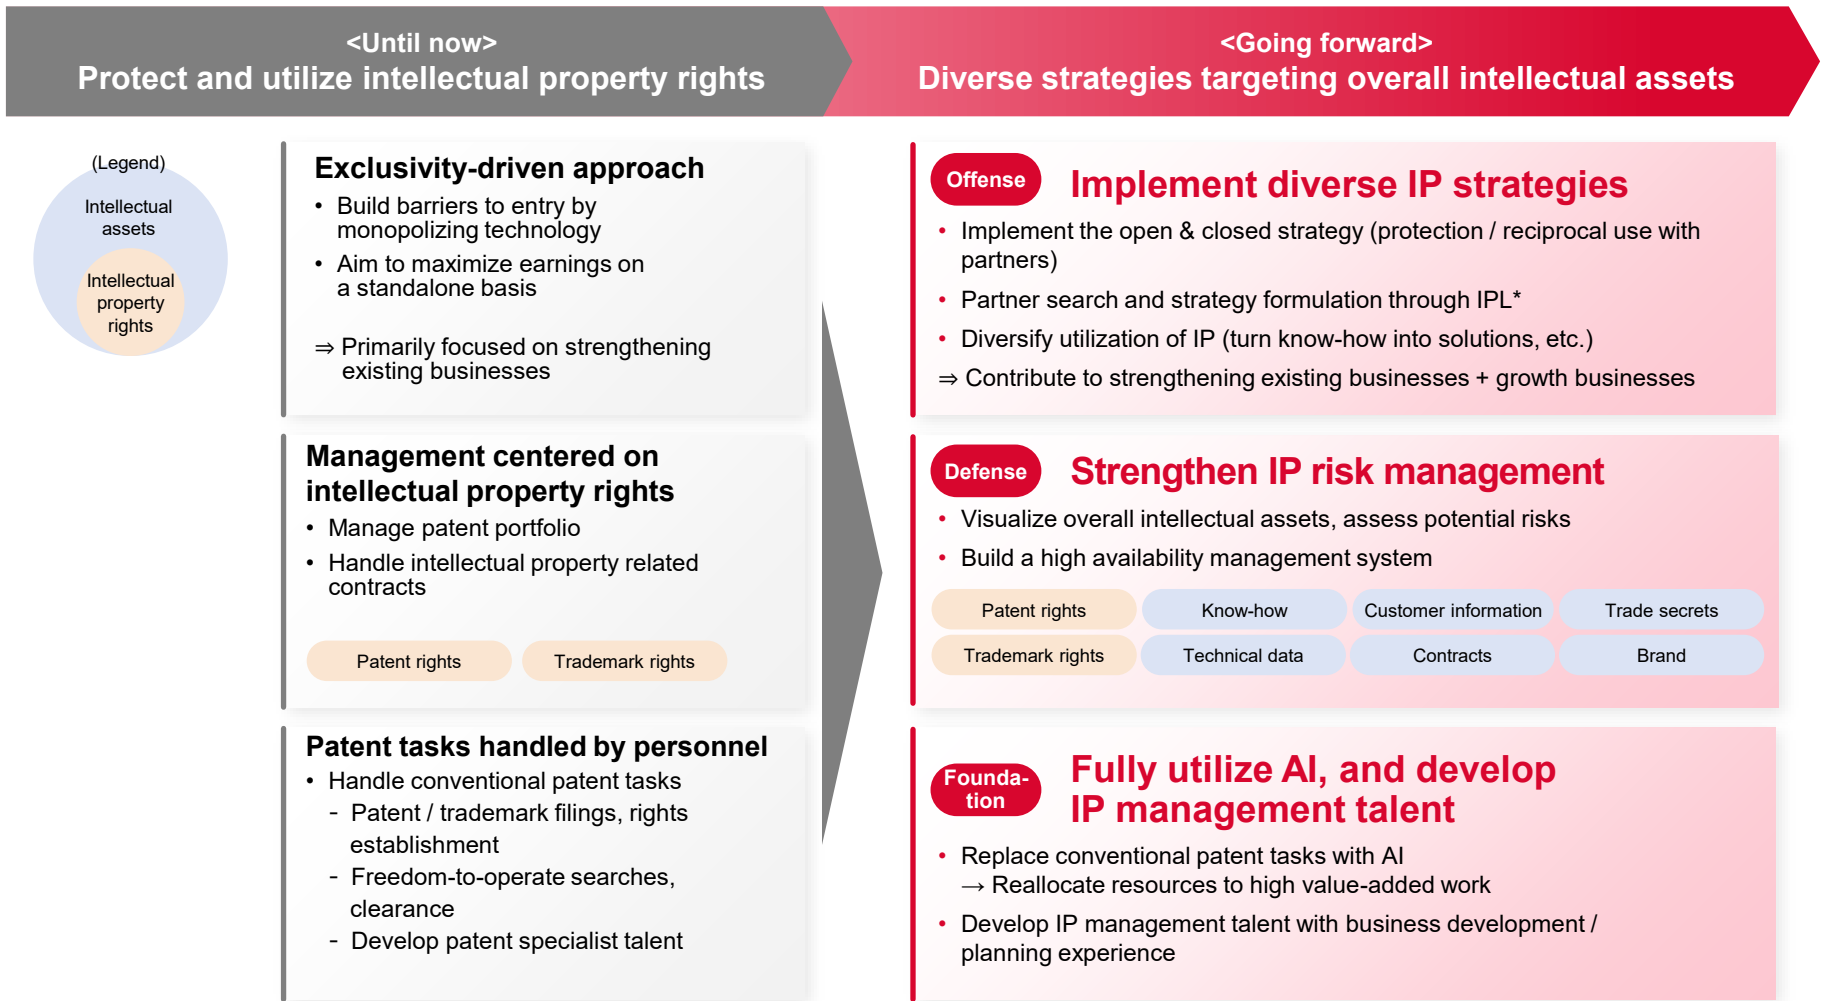 <Until now>
Protect and utilize intellectual property rights
<Going forward>
Diverse strategies targeting overall intellectual assets
(Legend)
Intellectual
assets
Intellectual
property
rights
Exclusivity-driven approach
• Build barriers to entry by
monopolizing technology
• Aim to maximize earnings on
a standalone basis
⇒ Primarily focused on strengthening
existing businesses
Management centered on
intellectual property rights
• Manage patent portfolio
• Handle intellectual property related
contracts
Patent rights
Trademark rights
Patent tasks handled by personnel
• Handle conventional patent tasks
- Patent / trademark filings, rights
establishment
- Freedom-to-operate searches,
clearance
- Develop patent specialist talent
Offense
Implement diverse IP strategies
• Implement the open & closed strategy (protection / reciprocal use with
partners)
• Partner search and strategy formulation through IPL*
• Diversify utilization of IP (turn know-how into solutions, etc.)
⇒ Contribute to strengthening existing businesses + growth businesses
Defense
Strengthen IP risk management
• Visualize overall intellectual assets, assess potential risks
• Build a high availability management system
Patent rights
Know-how
Customer information
Trade secrets
Trademark rights
Technical data
Contracts
Brand
Founda-
tion
Fully utilize AI, and develop
IP management talent
• Replace conventional patent tasks with AI
→ Reallocate resources to high value-added work
• Develop IP management talent with business development /
planning experience